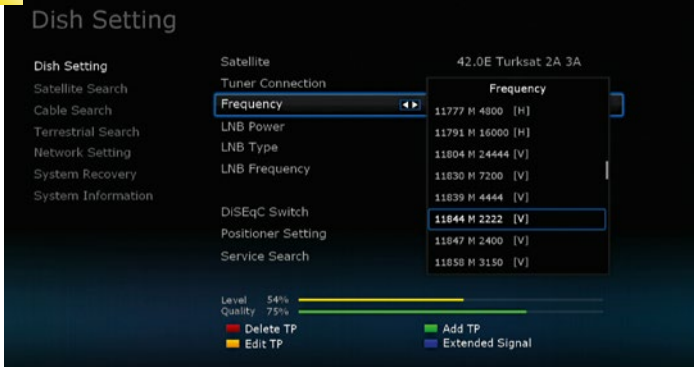 Dish Setting
Dish Setting
Satellite Search
Cable Search
Terrestrial Search
Network Setting
System Recovery
System Information
Satellite 42.0E Turksat 2A 3A
Tuner Connection
Frequency
LNB Power
LNB Type
LNB Frequency
DiSEqC Switch
Positioner Setting
Service Search
Frequency
11777 M 4800 [H]
11791 M 16000 [H]
11804 M 24444 [V]
11830 M 7200 [V]
11839 M 4444 [V]
11844 M 2222 [V]
11847 M 2400 [V]
11858 M 3150 [V]
Level 54%
Quality 75%
Delete TP Add TP
Edit TP Extended Signal